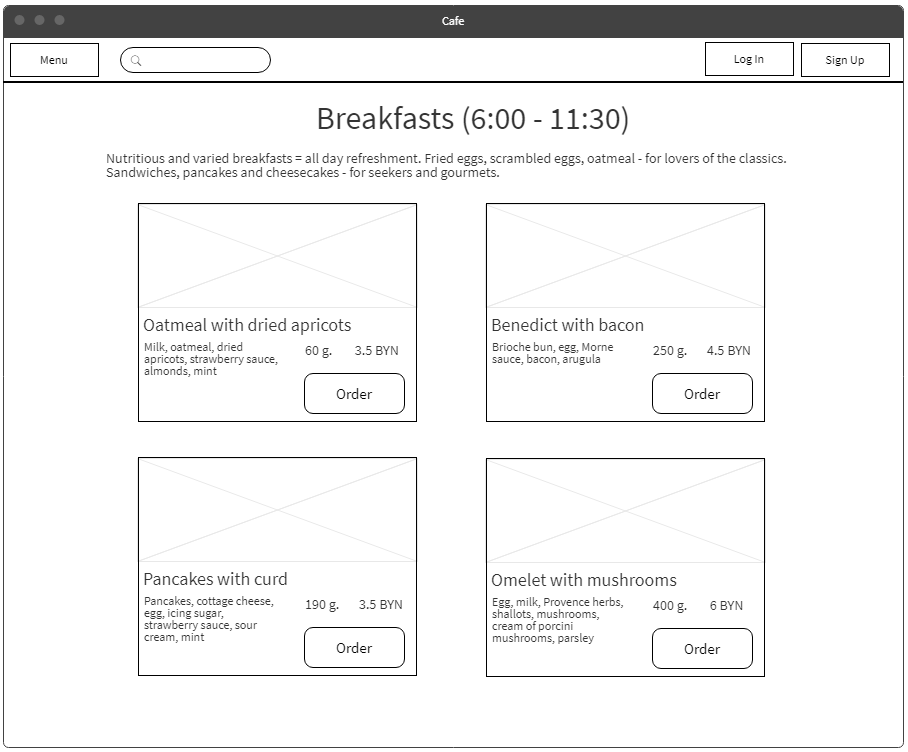 Cafe
Menu
Log In
Sign Up
Breakfasts (6:00 - 11:30)
Nutritious and varied breakfasts = all day refreshment. Fried eggs, scrambled eggs, oatmeal - for lovers of the classics.
Sandwiches, pancakes and cheesecakes - for seekers and gourmets.
Oatmeal with dried apricots
Milk, oatmeal, dried
apricots, strawberry sauce,
almonds, mint
60 g.
3.5 BYN
Order
Benedict with bacon
Brioche bun, egg, Morne
sauce, bacon, arugula
250 g.
4.5 BYN
Order
Pancakes with curd
Pancakes, cottage cheese,
egg, icing sugar,
strawberry sauce, sour
cream, mint
190 g.
3.5 BYN
Order
Omelet with mushrooms
Egg, milk, Provence herbs,
shallots, mushrooms,
cream of porcini
mushrooms, parsley
400 g.
6 BYN
Order